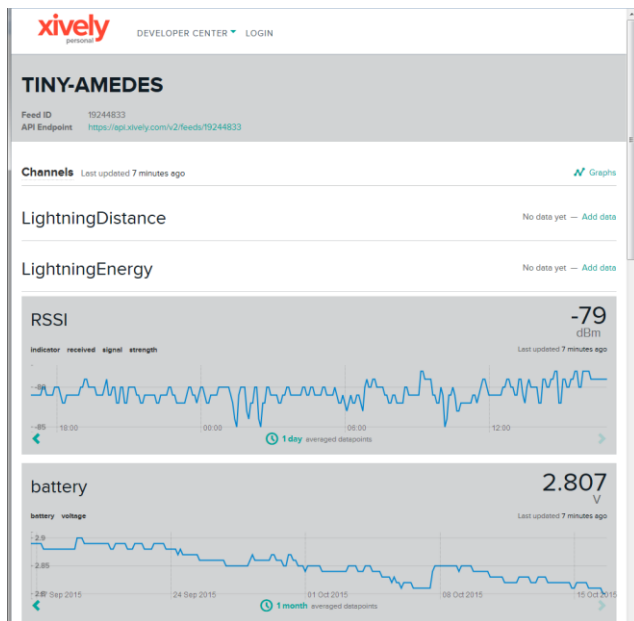 xively
personal
DEVELOPER CENTER LOGIN
TINY-AMEDES
Feed ID 19244833
API Endpoint https://api.xively.com/v2/feeds/19244833
Channels Last updated 7 minutes ago Graphs
LightningDistance No data yet — Add data
LightningEnergy No data yet — Add data
RSSI -79
dBm
indicator received signal strength Last updated 7 minutes ago
-80
-85 18:00 00:00 06:00 12:00
1 day averaged datapoints
battery 2.807
V
battery voltage Last updated 7 minutes ago
2.9
2.85
Sep 2015 24 Sep 2015 01 Oct 2015 08 Oct 2015 15 Oct 2015
1 month averaged datapoints